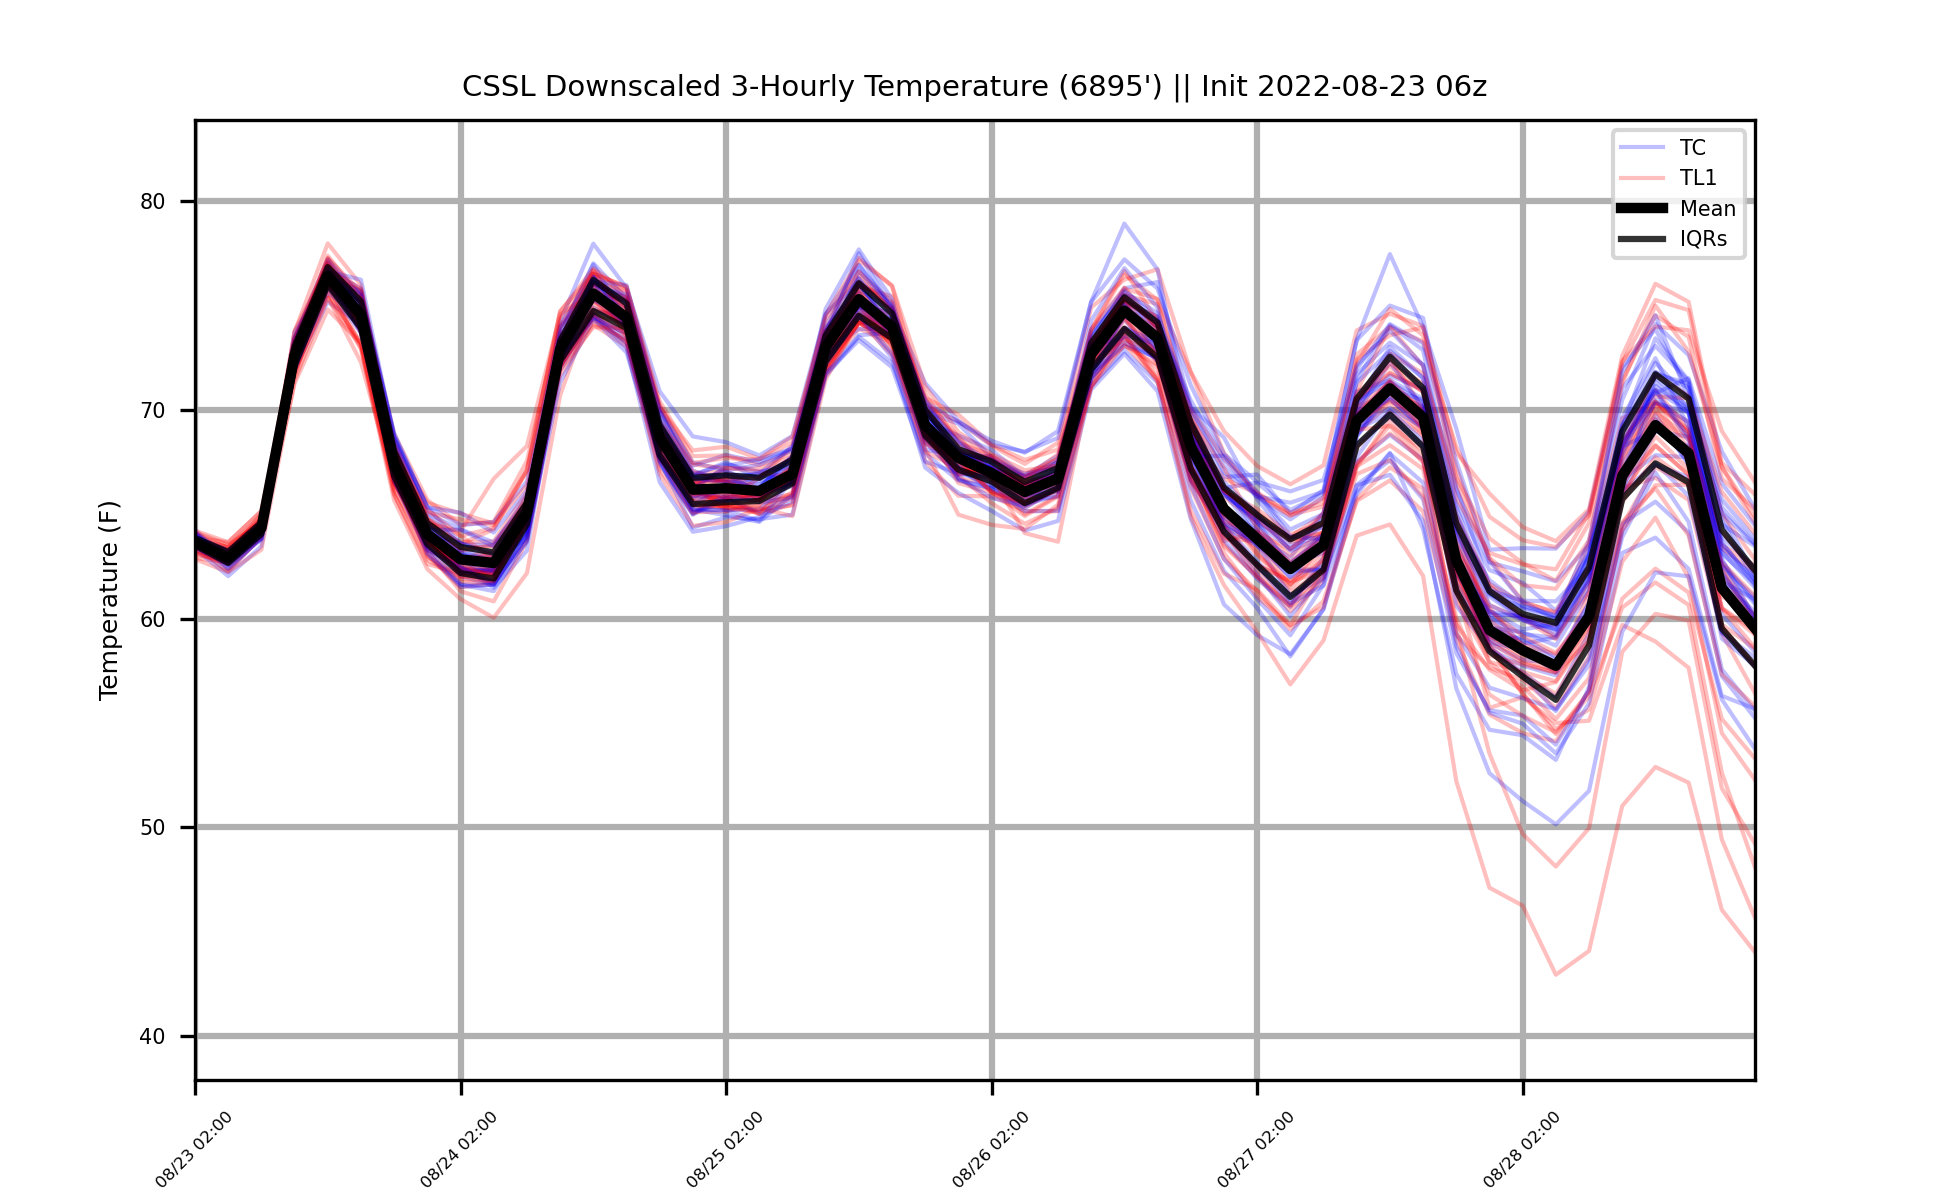 CSSL Downscaled 3-Hourly Temperature (6895') || Init 2022-08-23 06z
TC
TL1
Mean
IQRs
Temperature (F)
80
70
60
50
40
08/23 02:00
08/24 02:00
08/25 02:00
08/26 02:00
08/27 02:00
08/28 02:00